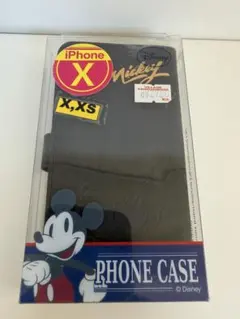 iPhone
X
Mickey
X,XS
PHONE CASE
© Disney